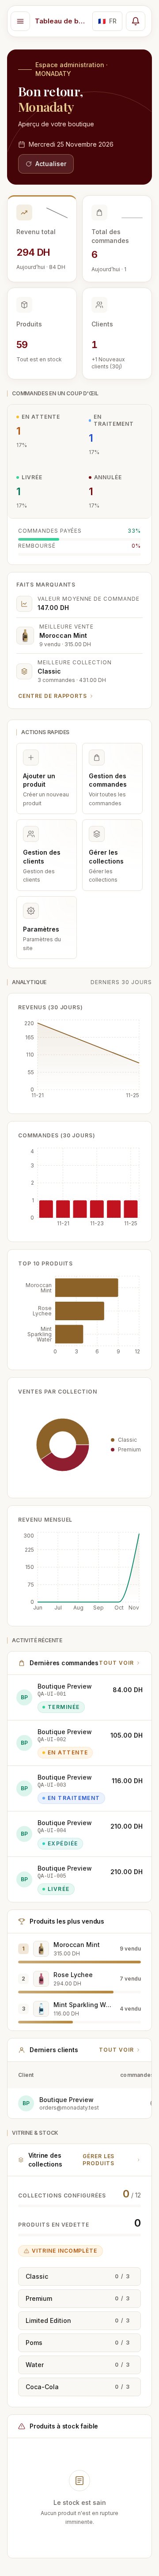 Tableau de b...
FR
Espace administration ·
MONADATY
Bon retour,
Monadaty
Aperçu de votre boutique
Mercredi 25 Novembre 2026
Actualiser
Revenu total
294 DH
Aujourd'hui · 84 DH
Total des
commandes
6
Aujourd'hui · 1
Produits
59
Tout est en stock
Clients
1
+1 Nouveaux
clients (30j)
COMMANDES EN UN COUP D'ŒIL
EN ATTENTE
1
17%
EN
TRAITEMENT
1
17%
LIVRÉE
1
17%
ANNULÉE
1
17%
COMMANDES PAYÉES
33%
REMBOURSÉ
0%
FAITS MARQUANTS
VALEUR MOYENNE DE COMMANDE
147.00 DH
MEILLEURE VENTE
Moroccan Mint
9 vendu · 315.00 DH
MEILLEURE COLLECTION
Classic
3 commandes · 431.00 DH
CENTRE DE RAPPORTS
ACTIONS RAPIDES
Ajouter un
produit
Créer un nouveau
produit
Gestion des
commandes
Voir toutes les
commandes
Gestion des
clients
Gestion des
clients
Gérer les
collections
Gérer les
collections
Paramètres
Paramètres du
site
ANALYTIQUE
DERNIERS 30 JOURS
REVENUS (30 JOURS)
220
165
110
55
0
11-21
11-25
COMMANDES (30 JOURS)
4
3
2
1
0
11-21
11-23
11-25
TOP 10 PRODUITS
Moroccan
Mint
Rose
Lychee
Mint
Sparkling
Water
0
3
6
9
12
VENTES PAR COLLECTION
Classic
Premium
REVENU MENSUEL
300
225
150
75
0
Jun
Jul
Aug
Sep
Oct
Nov
ACTIVITÉ RÉCENTE
Dernières commandes
TOUT VOIR
BP
Boutique Preview
QA-UI-001
TERMINÉE
84.00 DH
BP
Boutique Preview
QA-UI-002
EN ATTENTE
105.00 DH
BP
Boutique Preview
QA-UI-003
EN TRAITEMENT
116.00 DH
BP
Boutique Preview
QA-UI-004
EXPÉDIÉE
210.00 DH
BP
Boutique Preview
QA-UI-005
LIVRÉE
210.00 DH
Produits les plus vendus
1
Moroccan Mint
315.00 DH
9 vendu
2
Rose Lychee
294.00 DH
7 vendu
3
Mint Sparkling W...
116.00 DH
4 vendu
Derniers clients
TOUT VOIR
Client
commandes
BP
Boutique Preview
orders@monadaty.test
VITRINE & STOCK
Vitrine des
collections
GÉRER LES
PRODUITS
COLLECTIONS CONFIGURÉES
0 / 12
PRODUITS EN VEDETTE
0
VITRINE INCOMPLÈTE
Classic
0 / 3
Premium
0 / 3
Limited Edition
0 / 3
Poms
0 / 3
Water
0 / 3
Coca-Cola
0 / 3
Produits à stock faible
Le stock est sain
Aucun produit n'est en rupture
imminente.